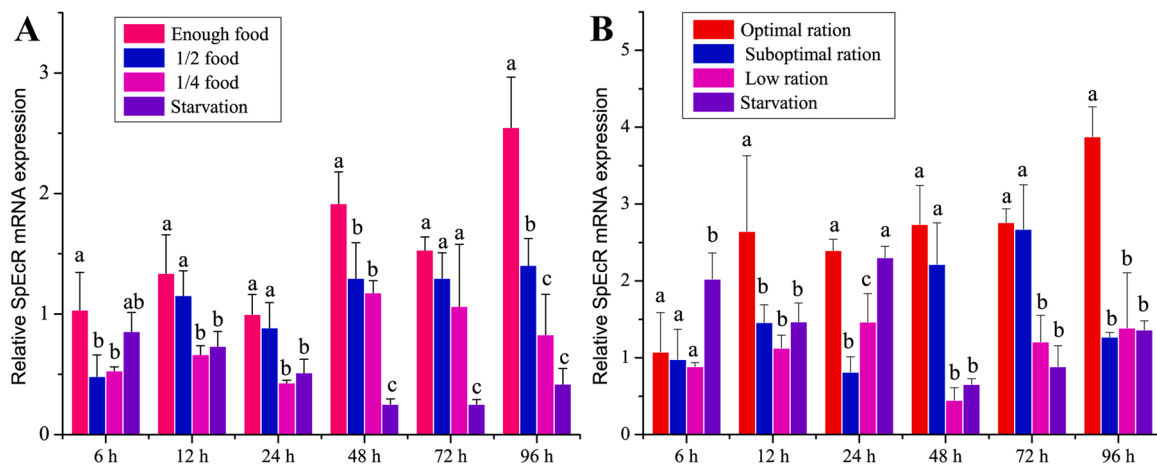 A
Enough food
1/2 food
1/4 food
Starvation
Relative SpEcR mRNA expression
3
2
1
0
a
b
b
ab
a
a
b
b
a
a
b
b
a
b
b
c
a
a
a
c
a
b
c
c
6 h
12 h
24 h
48 h
72 h
96 h
B
Optimal ration
Suboptimal ration
Low ration
Starvation
Relative SpEcR mRNA expression
5
4
3
2
1
0
a
a
a
b
a
b
b
b
a
b
c
a
a
a
b
b
a
a
b
b
a
b
b
b
6 h
12 h
24 h
48 h
72 h
96 h